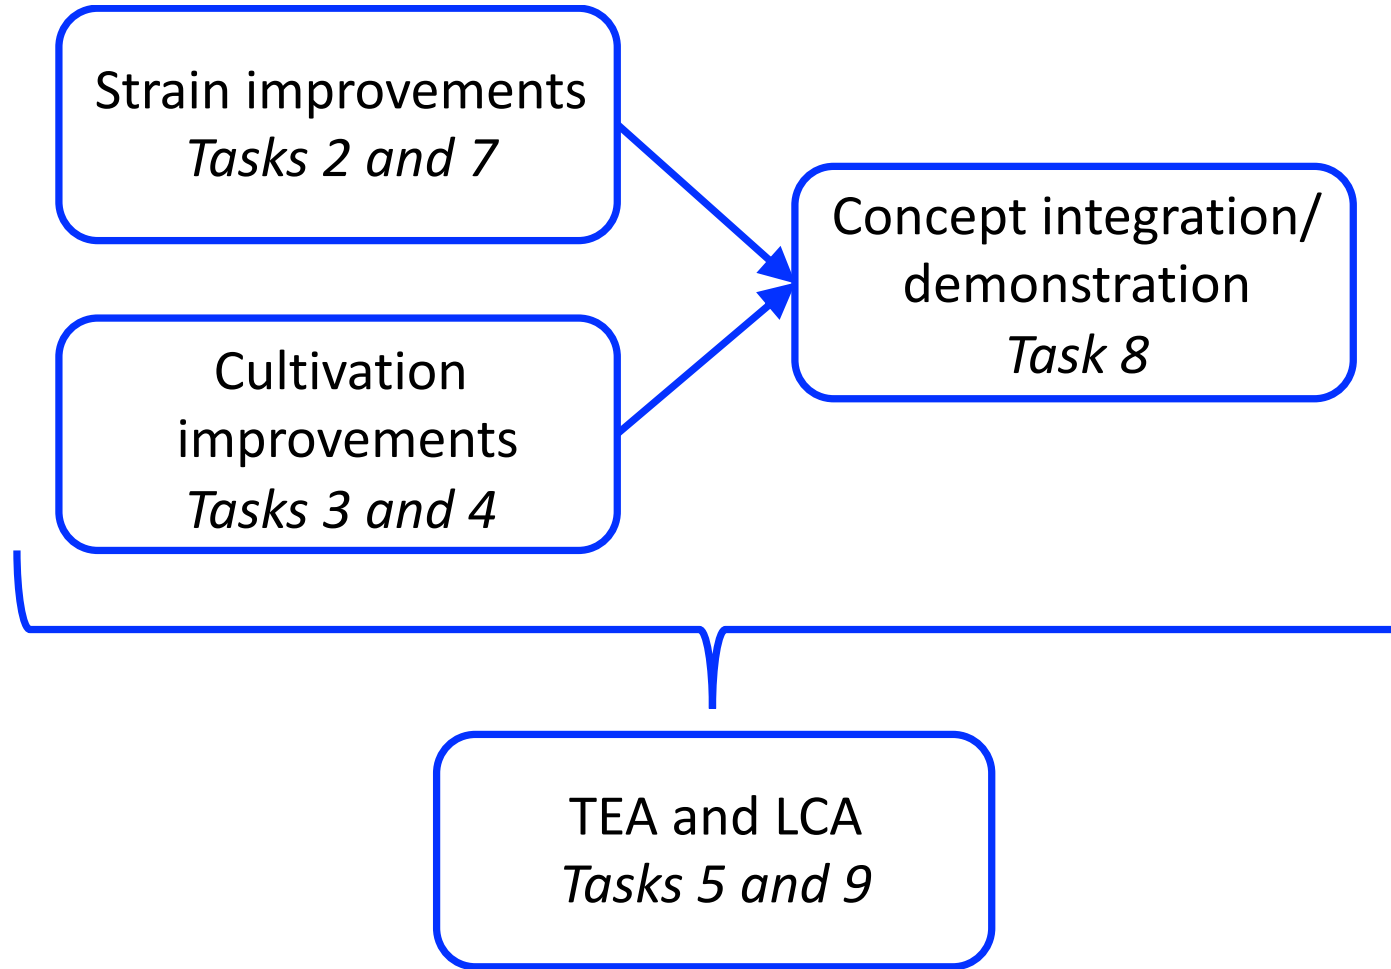 Strain improvements
Tasks 2 and 7
Cultivation
improvements
Tasks 3 and 4
Concept integration/
demonstration
Task 8
TEA and LCA
Tasks 5 and 9